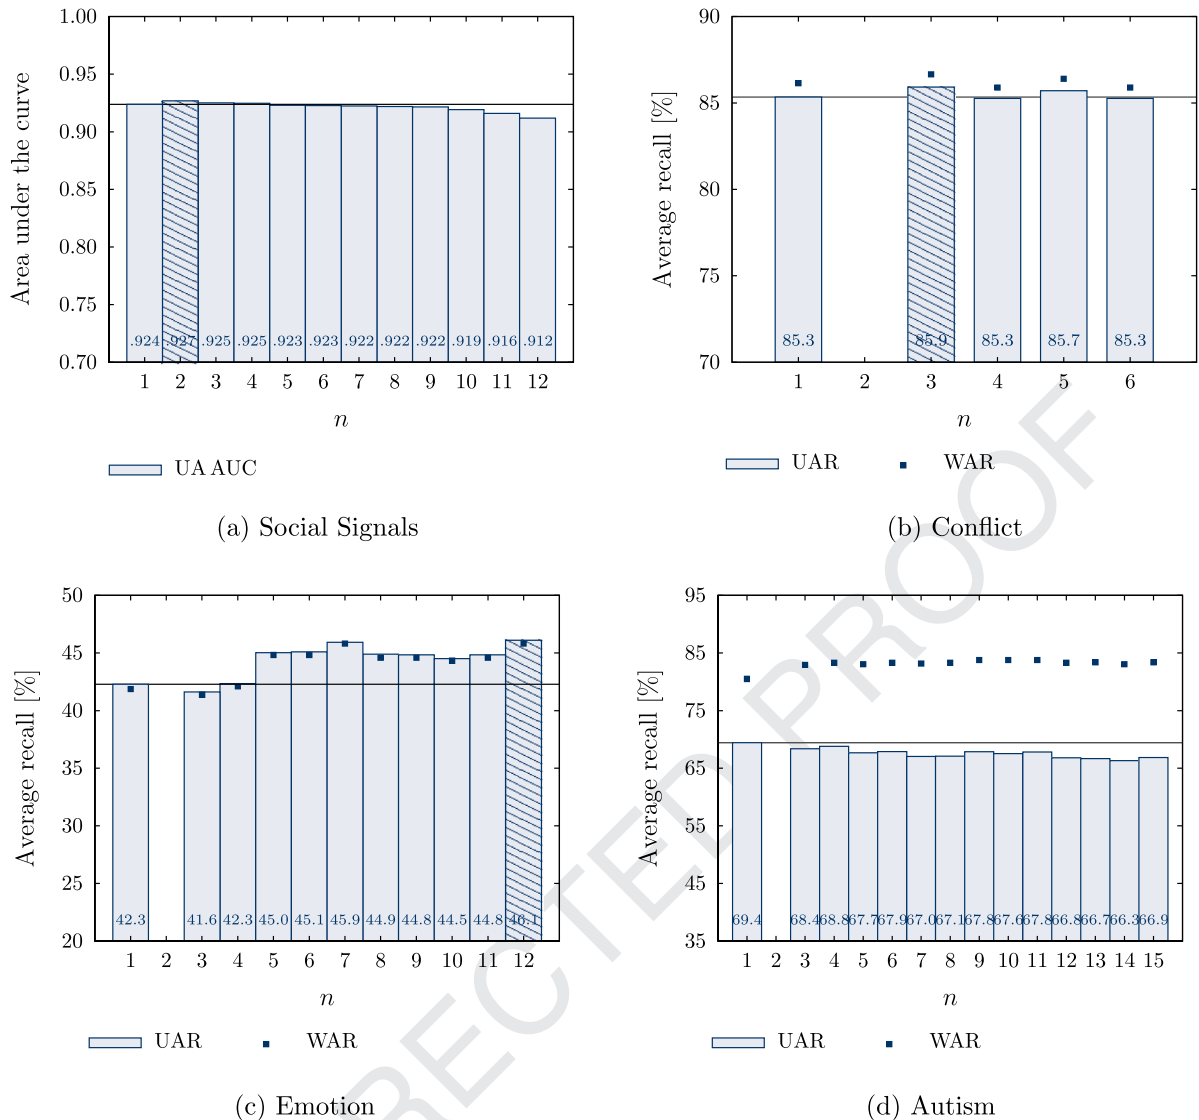 1.00
0.95
0.90
0.85
0.80
0.75
0.70
Area under the curve
.924 .927 .925 .925 .923 .923 .922 .922 .922 .919 .916 .912
1 2 3 4 5 6 7 8 9 10 11 12
n
UA AUC
(a) Social Signals
90
85
80
75
70
Average recall [%]
85.3 85.9 85.3 85.7 85.3
1 2 3 4 5 6
n
UAR WAR
(b) Conflict
50
45
40
35
30
25
20
Average recall [%]
42.3 41.6 42.3 45.0 45.1 45.9 44.9 44.8 44.5 44.8 46.1
1 2 3 4 5 6 7 8 9 10 11 12
n
UAR WAR
(c) Emotion
95
85
75
65
55
45
35
Average recall [%]
69.4 68.4 68.8 67.7 67.9 67.0 67.1 67.8 67.6 67.8 66.8 66.7 66.3 66.9
1 2 3 4 5 6 7 8 9 10 11 12 13 14 15
n
UAR WAR
(d) Autism
RECTED PROOF